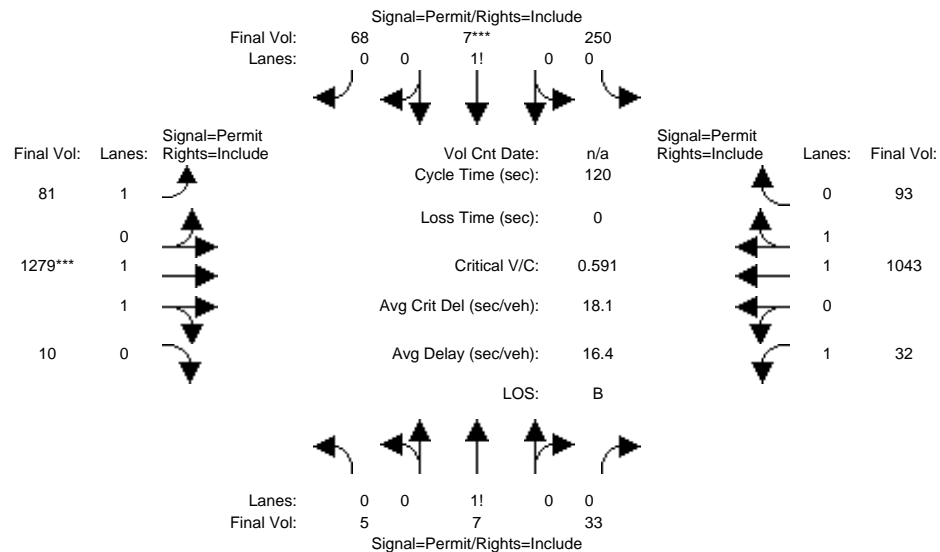 Signal=Permit/Rights=Include
Final Vol: 68 7*** 250
Lanes: 0 0 1! 0 0
Signal=Permit Signal=Permit
Final Vol: Lanes: Rights=Include Vol Cnt Date: n/a Rights=Include Lanes: Final Vol:
Cycle Time (sec): 120
81 1 0 93
Loss Time (sec): 0
0 1
1279*** 1 Critical V/C: 0.591 1 1043
1 Avg Crit Del (sec/veh): 18.1 0
10 0 Avg Delay (sec/veh): 16.4 1 32
LOS: B
Lanes: 0 0 1! 0 0
Final Vol: 5 7 33
Signal=Permit/Rights=Include